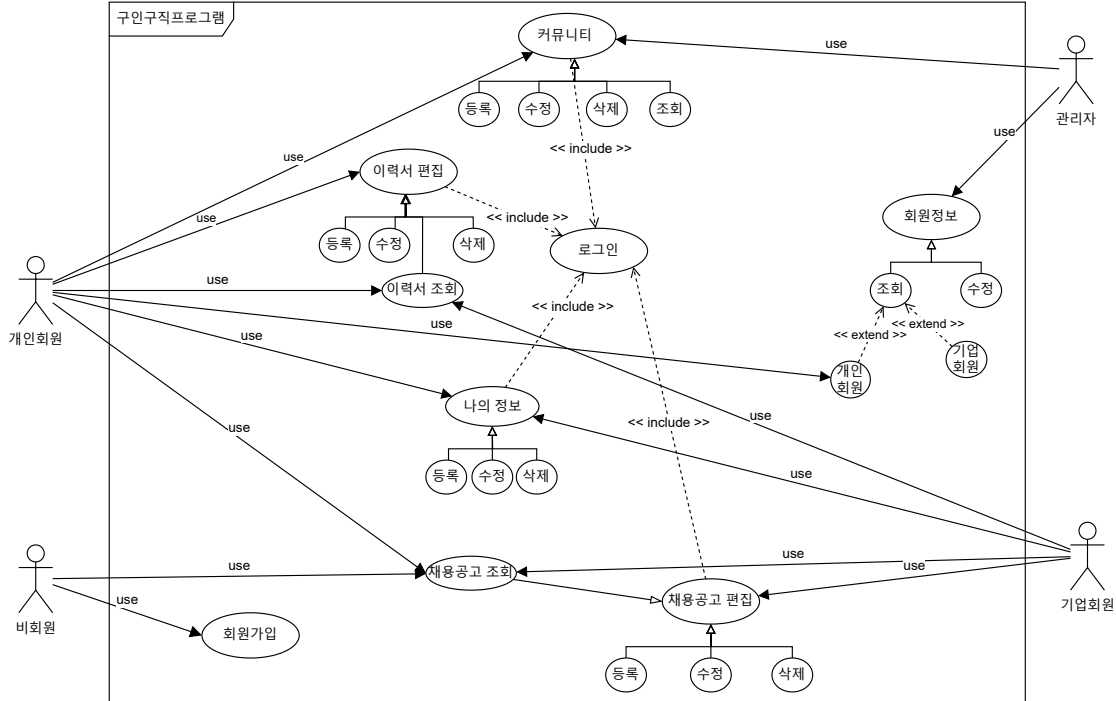 구인구직프로그램
커뮤니티
use
등록
수정
삭제
조회
관리자
<< include >>
use
use
이력서 편집
use
<< include >>
등록
수정
삭제
로그인
회원정보
이력서 조회
use
<< include >>
조회
수정
개인회원
use
use
<< extend >>
<< extend >>
기업
회원
개인
회원
나의 정보
use
<< include >>
use
등록
수정
삭제
use
use
use
use
채용공고 조회
use
채용공고 편집
기업회원
비회원
use
회원가입
등록
수정
삭제